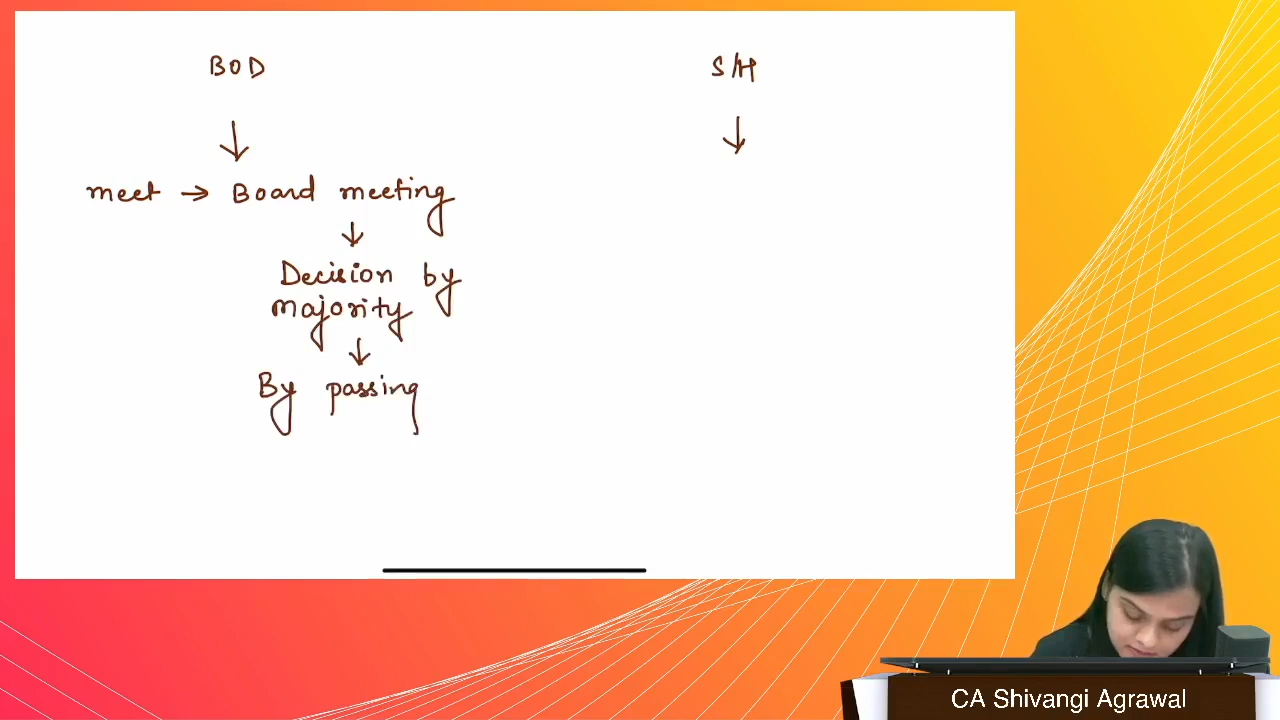 BOD
S/H
meet → Board meeting
Decision by
majority
By passing
CA Shivangi Agrawal